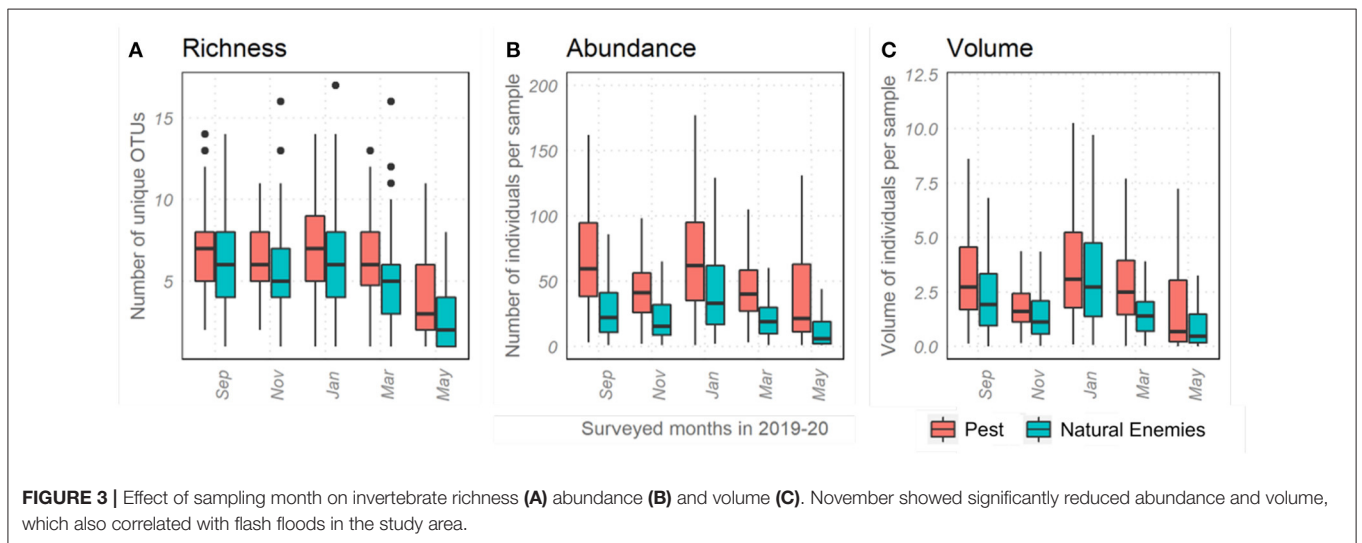 A Richness
Number of unique OTUs
15
10
5
Sep Nov Jan Mar May
B Abundance
Number of individuals per sample
200
150
100
50
0
Sep Nov Jan Mar May
Surveyed months in 2019-20
C Volume
Volume of individuals per sample
12.5
10.0
7.5
5.0
2.5
0.0
Sep Nov Jan Mar May
Pest Natural Enemies
FIGURE 3 | Effect of sampling month on invertebrate richness (A) abundance (B) and volume (C). November showed significantly reduced abundance and volume,
which also correlated with flash floods in the study area.